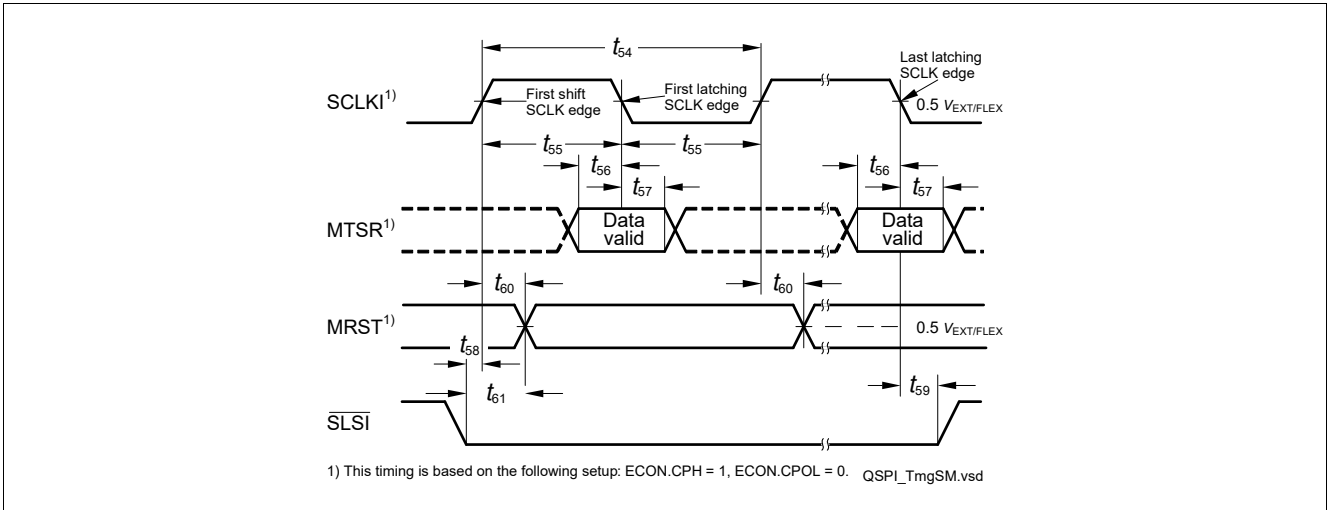 t54
SCLKI1)
First shift
SCLK edge
First latching
SCLK edge
Last latching
SCLK edge
0.5 VEXT/FLEX
t55
t55
t56
t57
t56
t57
MTSR1)
Data
valid
Data
valid
t60
t60
MRST1)
0.5 VEXT/FLEX
t58
t61
t59
SLSI
1) This timing is based on the following setup: ECON.CPH = 1, ECON.CPOL = 0.
QSPI_TmgSM.vsd